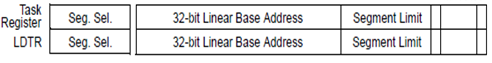 Task
Register Seg. Sel. 32-bit Linear Base Address Segment Limit
LDTR Seg. Sel. 32-bit Linear Base Address Segment Limit